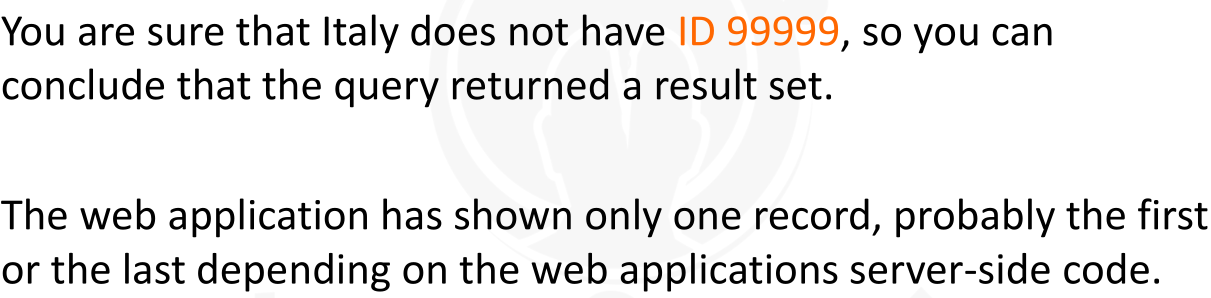 You are sure that Italy does not have ID 99999, so you can
conclude that the query returned a result set.
The web application has shown only one record, probably the first
or the last depending on the web applications server-side code.